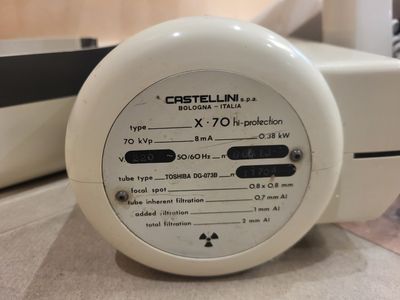 CASTELLINI s.p.a.
BOLOGNA - ITALIA
type X·70 hi-protection
70 kVp 8mA 0,38 kW
V 220 ~ 50/60 Hz n
tube type TOSHIBA DG-073B n
focal spot 0,8 x 0,8 mm
tube inherent filtration 0,7 mm Al
added filtration 1 mm Al
total filtration 2 mm Al